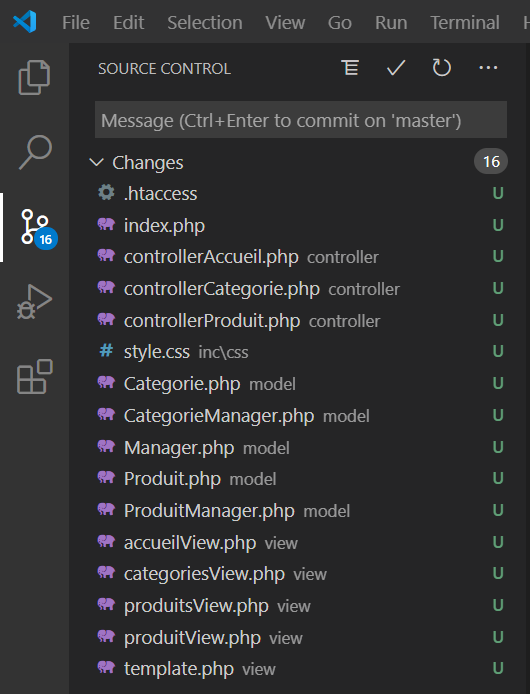 File Edit Selection View Go Run Terminal
SOURCE CONTROL
Message (Ctrl+Enter to commit on 'master')
Changes 16
.htaccess U
index.php U
controllerAccueil.php controller U
16
controllerCategorie.php controller U
controllerProduit.php controller U
# style.css inc\css U
Categorie.php model U
CategorieManager.php model U
Manager.php model U
Produit.php model U
ProduitManager.php model U
accueilView.php view U
categoriesView.php view U
produitsView.php view U
produitView.php view U
template.php view U